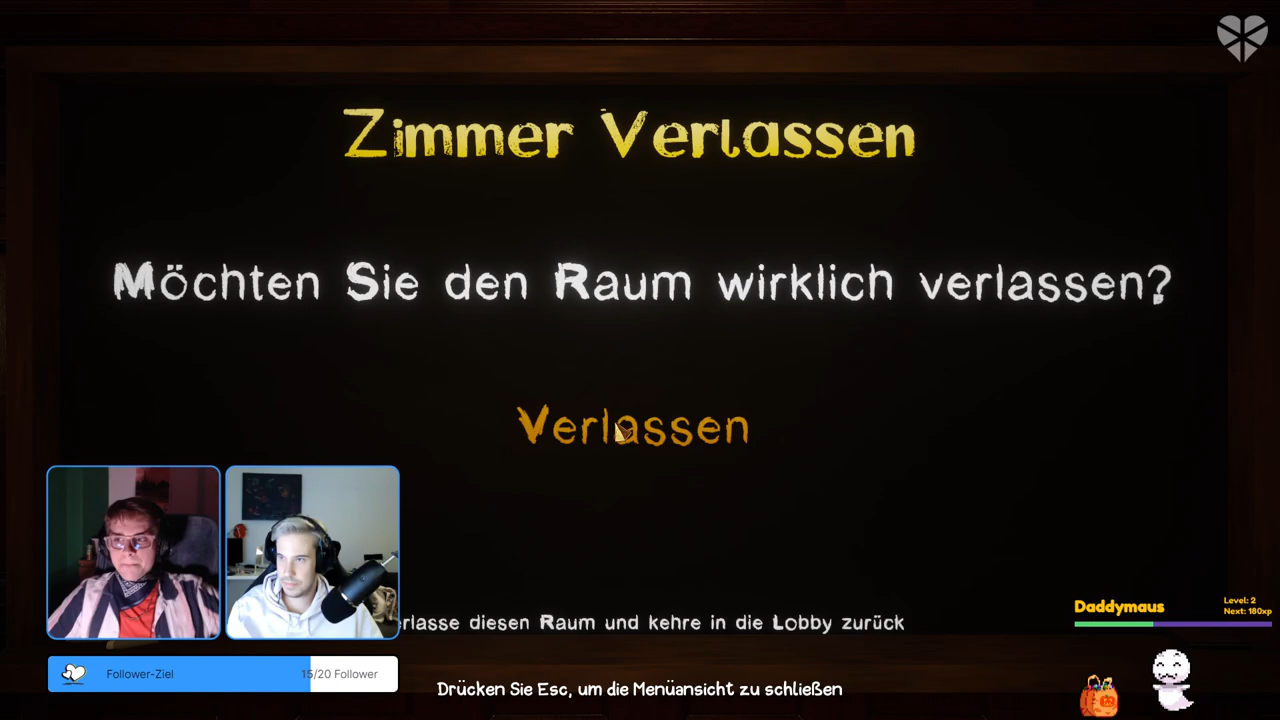 Zimmer Verlassen
Möchten Sie den Raum wirklich verlassen?
Verlassen
diesen Raum und kehre in die Lobby zurück
Drücken Sie Esc, um die Menüansicht zu schließen
Follower-Ziel
15/20 Follower
Daddymaus
Level: 2
Next: 180xp